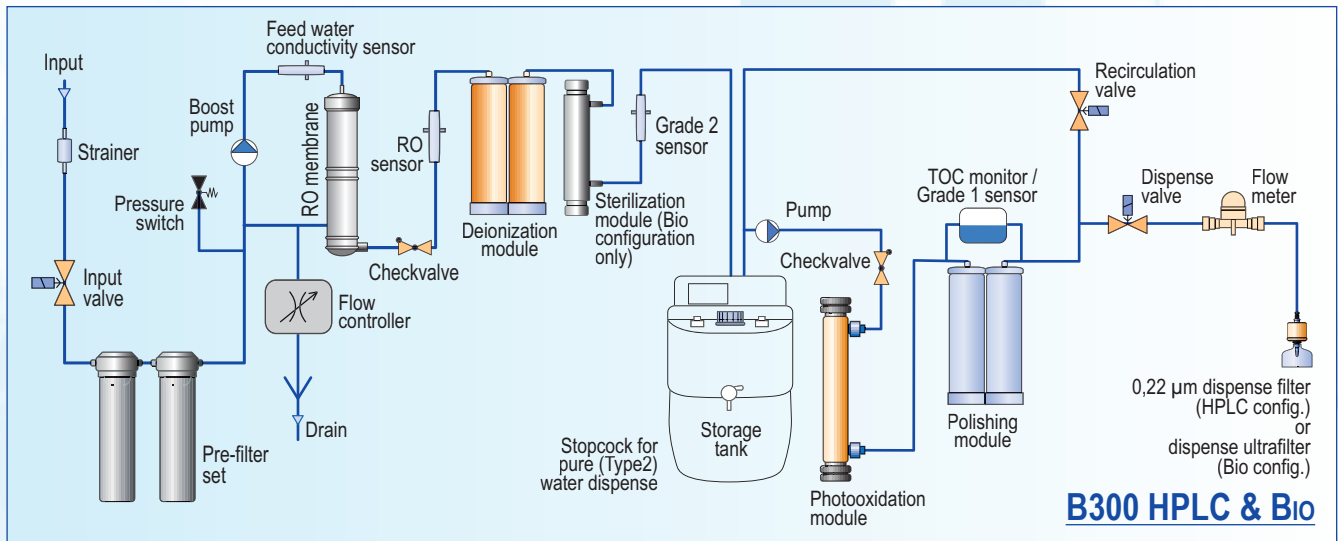 Feed water
conductivity sensor
Input
Boost
pump
Strainer
Pressure
switch
Input
valve
Pre-filter
set
RO membrane
Flow
controller
Drain
Checkvalve
RO
sensor
Deionization
module
Sterilization
module (Bio
configuration
only)
Grade 2
sensor
Stopcock for
pure (Type2)
water dispense
Storage
tank
Pump
Checkvalve
Photooxidation
module
TOC monitor /
Grade 1 sensor
Polishing
module
Recirculation
valve
Dispense
valve
Flow
meter
0,22 µm dispense filter
(HPLC config.)
or
dispense ultrafilter
(Bio config.)
B300 HPLC & BIO